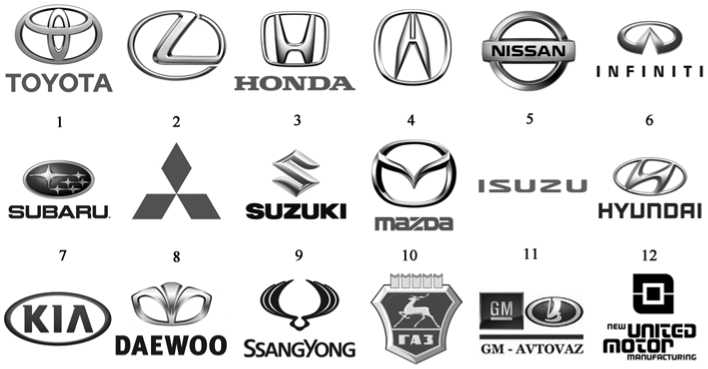 TOYOTA
HONDA
NISSAN
INFINITI
1 2 3 4 5 6
SUBARU
SUZUKI
mazda
ISUZU
HYUNDAI
7 8 9 10 11 12
KIA
DAEWOO
SSANGYONG
ГАЗ
GM
GM - AVTOVAZ
NEW UNITED
MOTOR
MANUFACTURING